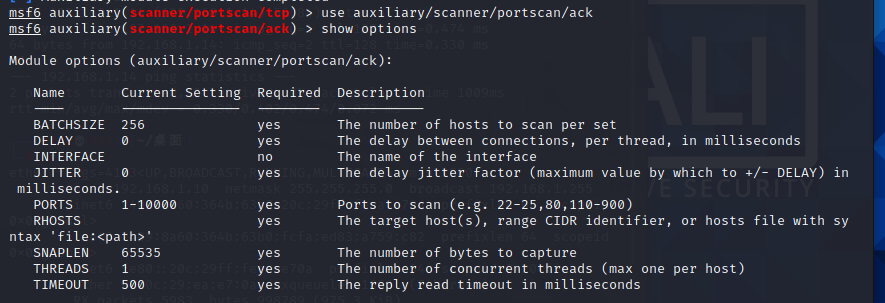 [*] Auxiliary module execution completed
msf6 auxiliary(scanner/portscan/tcp) > use auxiliary/scanner/portscan/ack
msf6 auxiliary(scanner/portscan/ack) > show options
Module options (auxiliary/scanner/portscan/ack):
Name Current Setting Required Description
BATCHSIZE 256 yes The number of hosts to scan per set
DELAY 0 yes The delay between connections, per thread, in milliseconds
INTERFACE no The name of the interface
JITTER 0 yes The delay jitter factor (maximum value by which to +/- DELAY) in
milliseconds.
PORTS 1-10000 yes Ports to scan (e.g. 22-25,80,110-900)
RHOSTS yes The target host(s), range CIDR identifier, or hosts file with sy
ntax 'file:<path>'
SNAPLEN 65535 yes The number of bytes to capture
THREADS 1 yes The number of concurrent threads (max one per host)
TIMEOUT 500 yes The reply read timeout in milliseconds